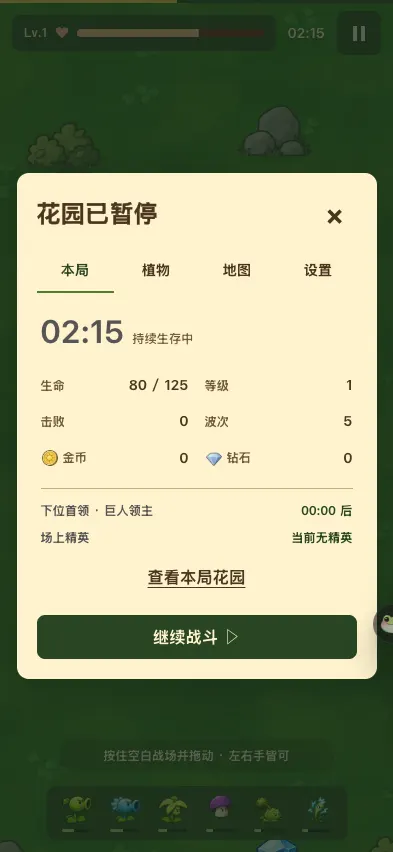 Lv.1
02:15
花园已暂停
本局 植物 地图 设置
02:15 持续生存中
生命 80 / 125 等级 1
击败 0 波次 5
金币 0 钻石 0
下位首领 · 巨人领主 00:00 后
场上精英 当前无精英
查看本局花园
继续战斗
按住空白战场并拖动 · 左右手皆可